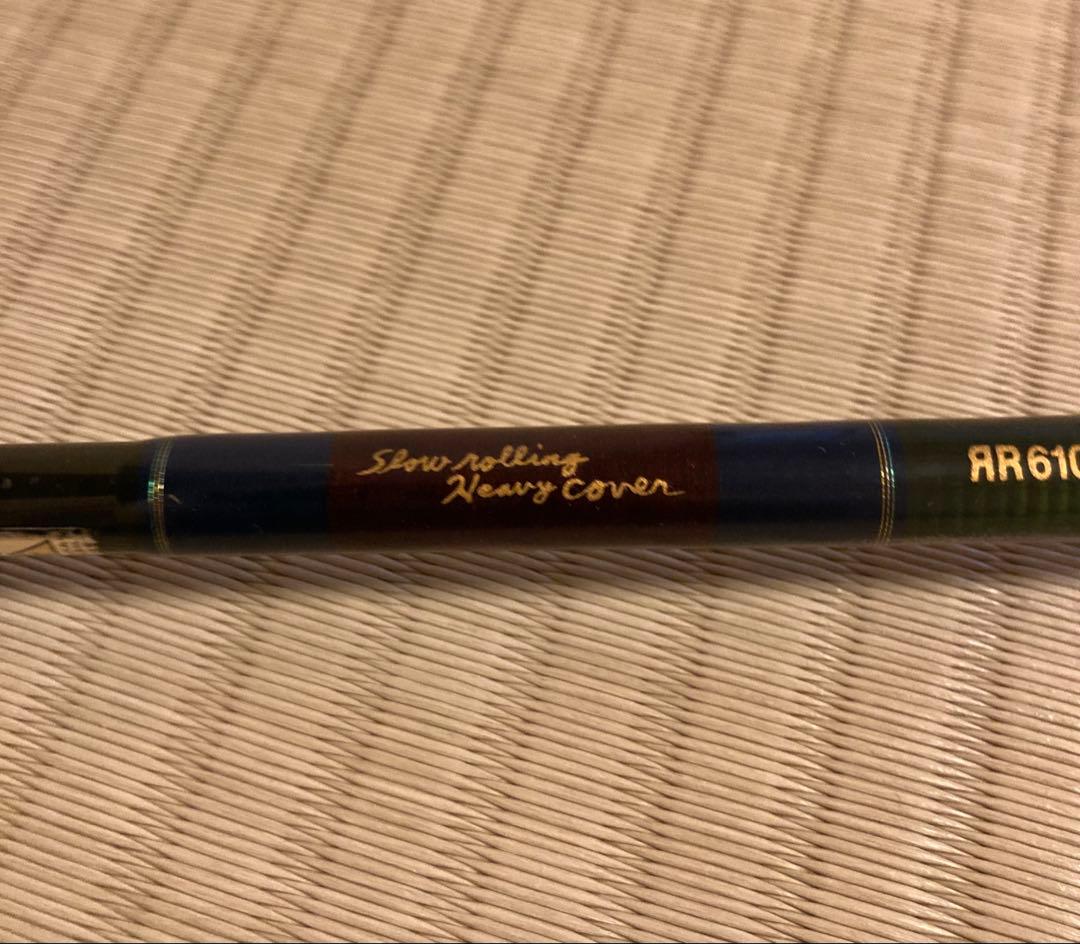 Slow rolling
Heavy cover
ЯR610